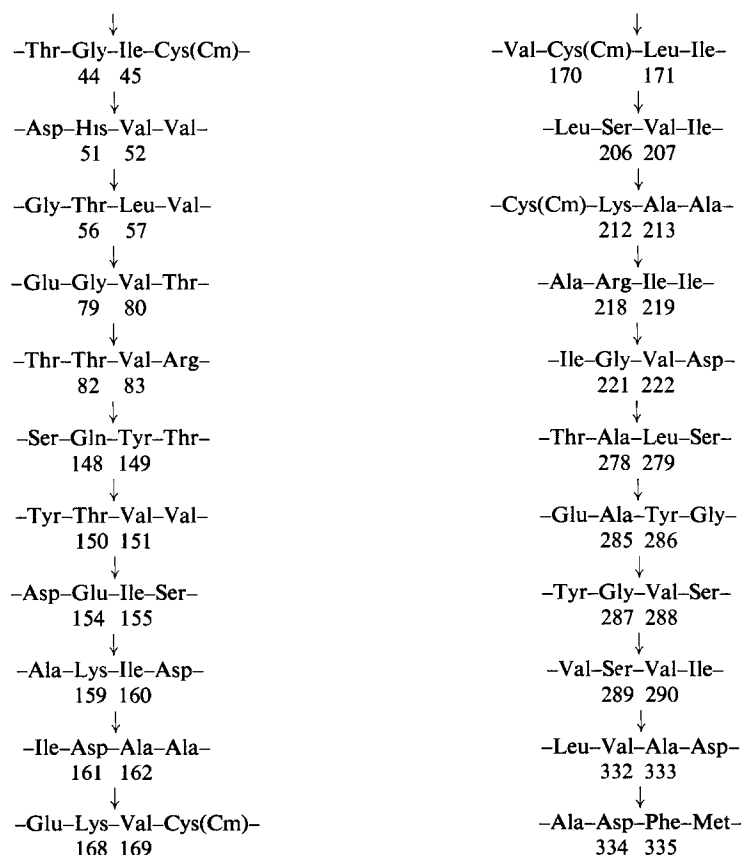 ↓
–Thr–Gly–Ile–Cys(Cm)–
44 45
↓
–Asp–His–Val–Val–
51 52
↓
–Gly–Thr–Leu–Val–
56 57
↓
–Glu–Gly–Val–Thr–
79 80
↓
–Thr–Thr–Val–Arg–
82 83
↓
–Ser–Gln–Tyr–Thr–
148 149
↓
–Tyr–Thr–Val–Val–
150 151
↓
–Asp–Glu–Ile–Ser–
154 155
↓
–Ala–Lys–Ile–Asp–
159 160
↓
–Ile–Asp–Ala–Ala–
161 162
↓
–Glu–Lys–Val–Cys(Cm)–
168 169
↓
–Val–Cys(Cm)–Leu–Ile–
170 171
↓
–Leu–Ser–Val–Ile–
206 207
↓
–Cys(Cm)–Lys–Ala–Ala–
212 213
↓
–Ala–Arg–Ile–Ile–
218 219
↓
–Ile–Gly–Val–Asp–
221 222
↓
–Thr–Ala–Leu–Ser–
278 279
↓
–Glu–Ala–Tyr–Gly–
285 286
↓
–Tyr–Gly–Val–Ser–
287 288
↓
–Val–Ser–Val–Ile–
289 290
↓
–Leu–Val–Ala–Asp–
332 333
↓
–Ala–Asp–Phe–Met–
334 335